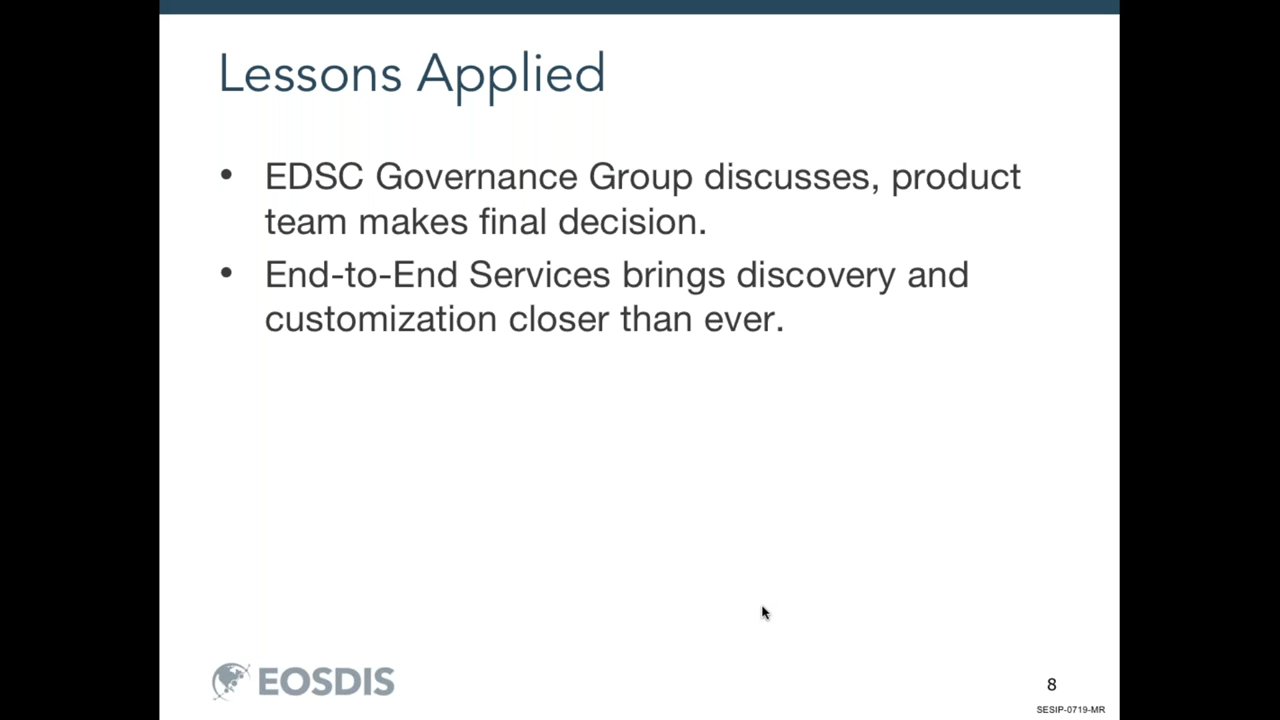 Lessons Applied
• EDSC Governance Group discusses, product
team makes final decision.
• End-to-End Services brings discovery and
customization closer than ever.
EOSDIS
8
SESIP-0719-MR